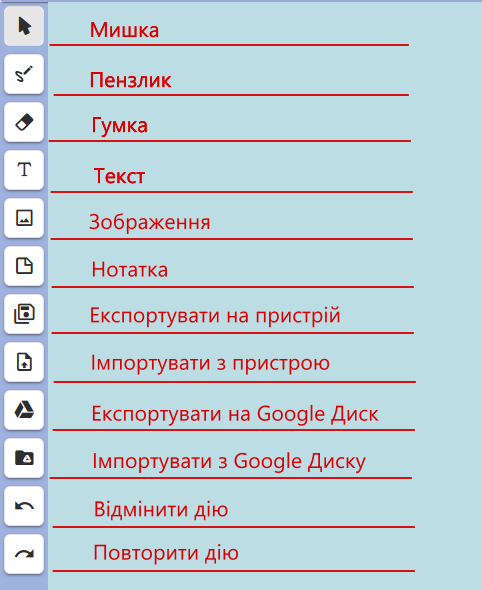 Мишка
Пензлик
Гумка
Текст
Зображення
Нотатка
Експортувати на пристрій
Імпортувати з пристрою
Експортувати на Google Диск
Імпортувати з Google Диску
Відмінити дію
Повторити дію